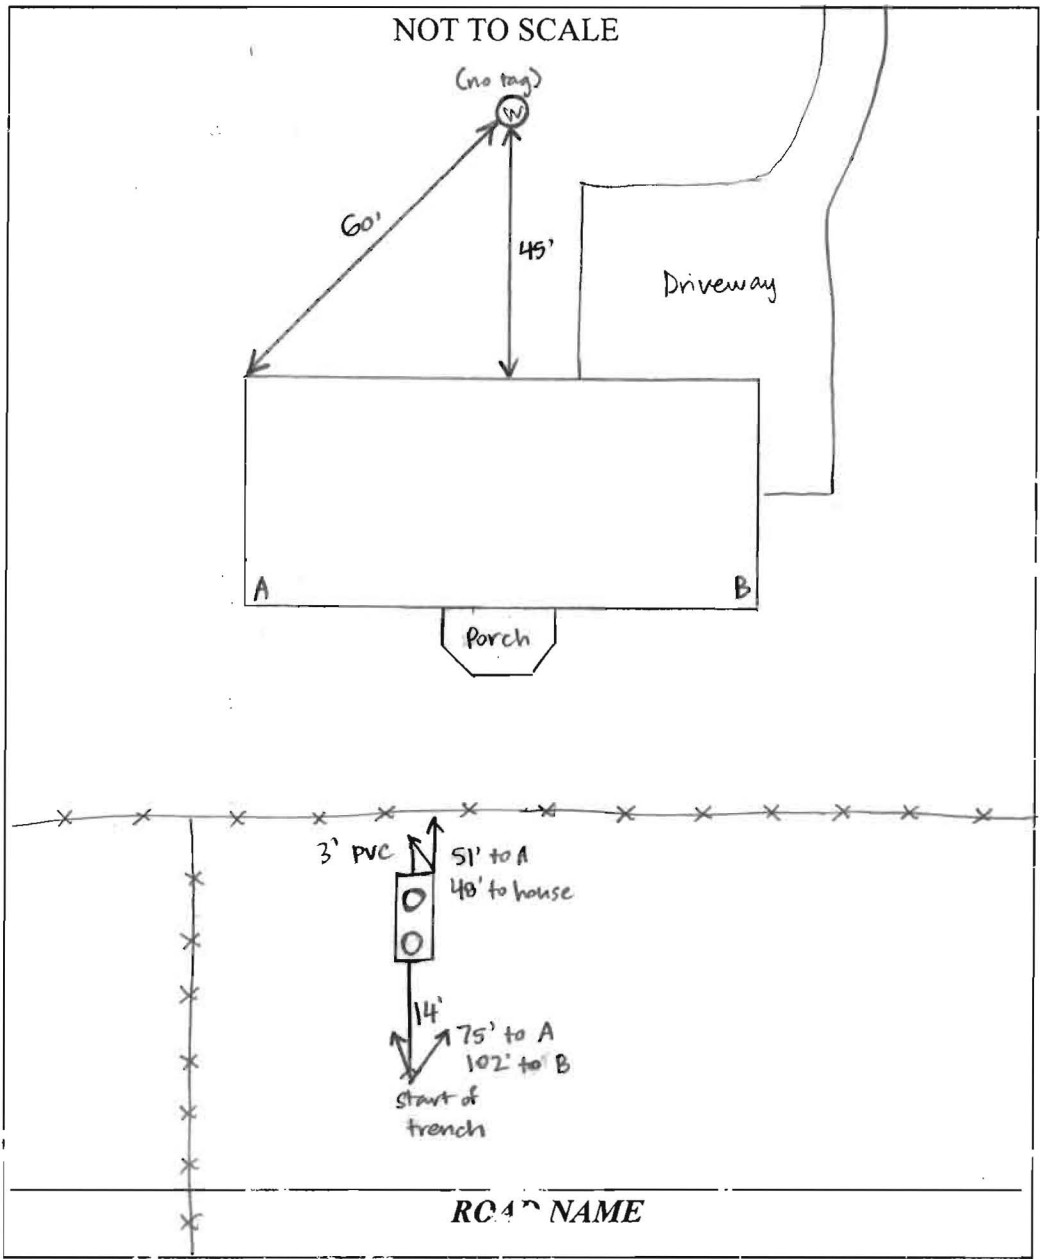 NOT TO SCALE
(no tag)
W
60'
45'
Driveway
A
B
Porch
3' PVC
51' to A
48' to house
14'
75' to A
102' to B
start of
trench
NAME